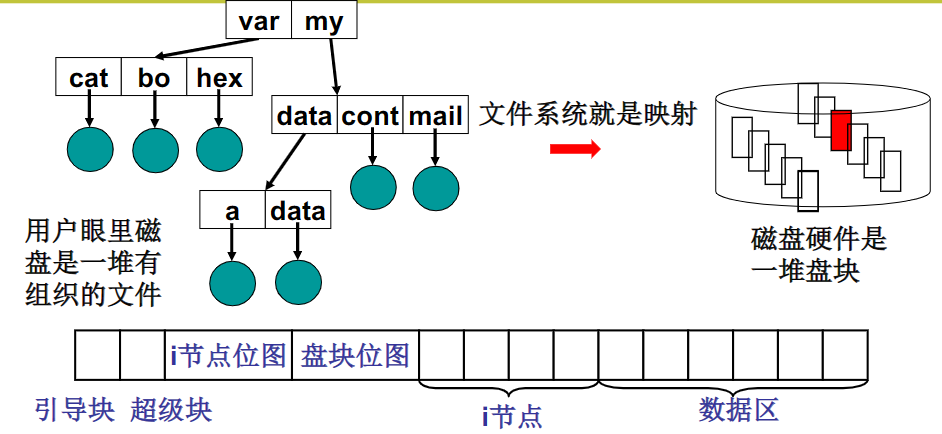 var my
cat bo hex
data cont mail
文件系统就是映射
a data
用户眼里磁
盘是一堆有
组织的文件
磁盘硬件是
一堆盘块
i节点位图 盘块位图
引导块 超级块 i节点 数据区